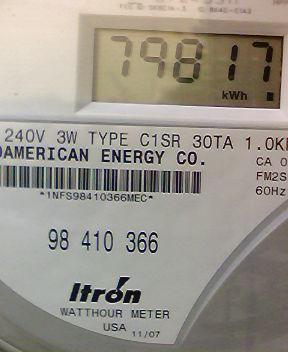 79817
kWh
240V 3W TYPE C1SR 30TA 1.0K
AMERICAN ENERGY CO.
CA 0
FM2S
60Hz
*1NFS98410366MEC*
98 410 366
Itrón
WATTHOUR METER
USA 11/07